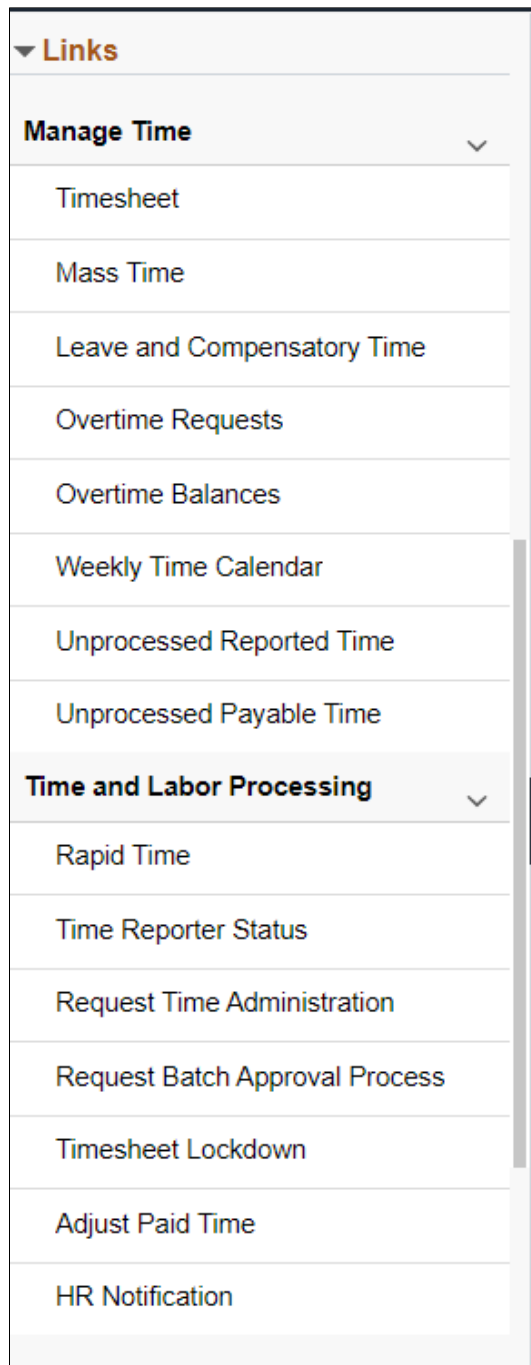 Links
Manage Time
Timesheet
Mass Time
Leave and Compensatory Time
Overtime Requests
Overtime Balances
Weekly Time Calendar
Unprocessed Reported Time
Unprocessed Payable Time
Time and Labor Processing
Rapid Time
Time Reporter Status
Request Time Administration
Request Batch Approval Process
Timesheet Lockdown
Adjust Paid Time
HR Notification